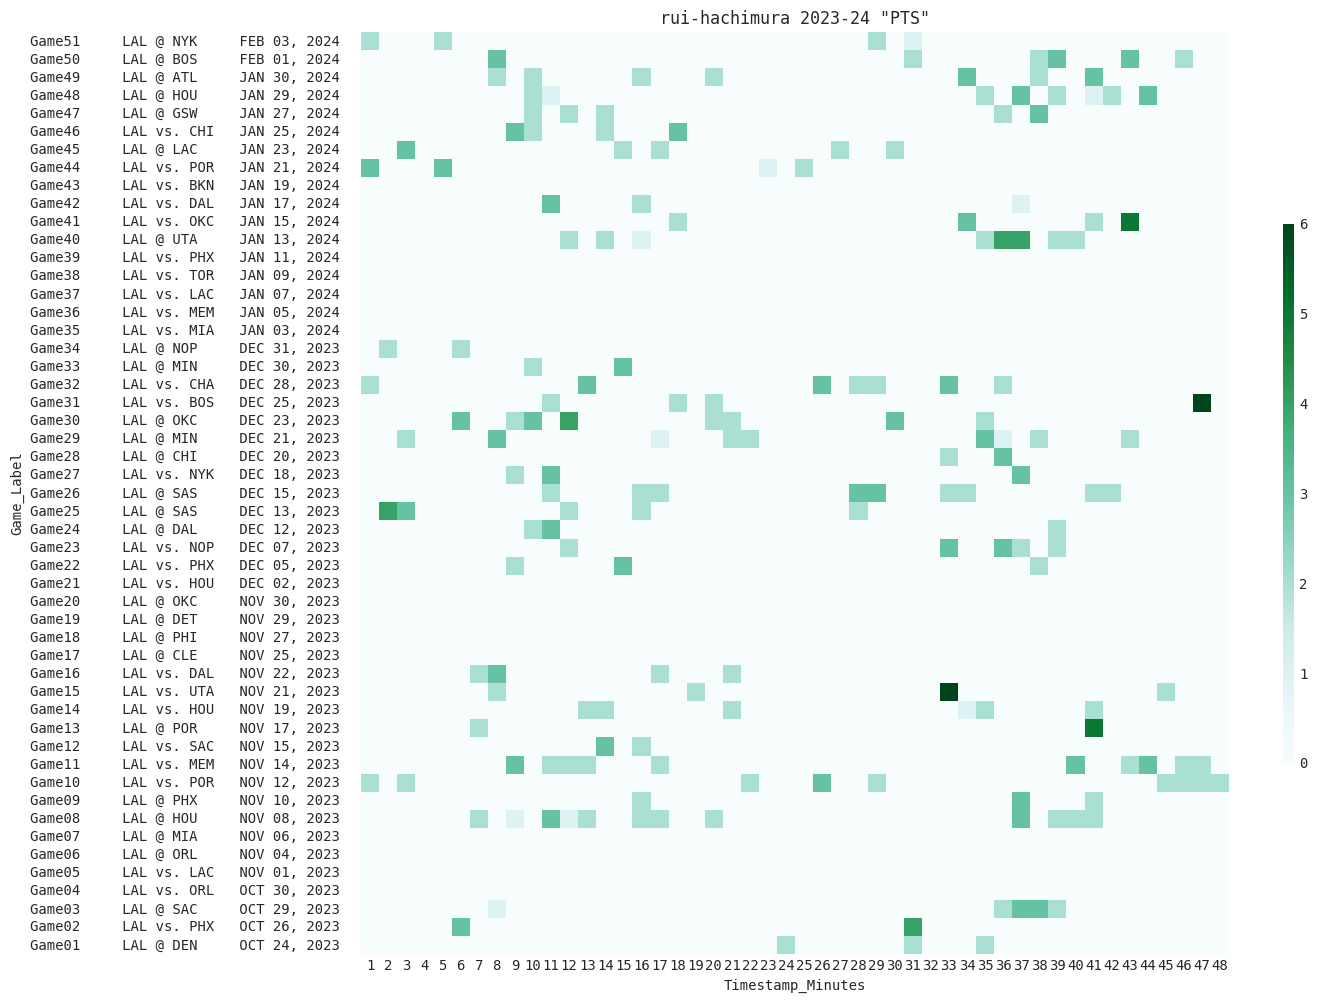 rui-hachimura 2023-24 "PTS"
Game51 LAL @ NYK FEB 03, 2024
Game50 LAL @ BOS FEB 01, 2024
Game49 LAL @ ATL JAN 30, 2024
Game48 LAL @ HOU JAN 29, 2024
Game47 LAL @ GSW JAN 27, 2024
Game46 LAL vs. CHI JAN 25, 2024
Game45 LAL @ LAC JAN 23, 2024
Game44 LAL vs. POR JAN 21, 2024
Game43 LAL vs. BKN JAN 19, 2024
Game42 LAL vs. DAL JAN 17, 2024
Game41 LAL vs. OKC JAN 15, 2024
Game40 LAL @ UTA JAN 13, 2024
Game39 LAL vs. PHX JAN 11, 2024
Game38 LAL vs. TOR JAN 09, 2024
Game37 LAL vs. LAC JAN 07, 2024
Game36 LAL vs. MEM JAN 05, 2024
Game35 LAL vs. MIA JAN 03, 2024
Game34 LAL @ NOP DEC 31, 2023
Game33 LAL @ MIN DEC 30, 2023
Game32 LAL vs. CHA DEC 28, 2023
Game31 LAL vs. BOS DEC 25, 2023
Game30 LAL @ OKC DEC 23, 2023
Game29 LAL @ MIN DEC 21, 2023
Game28 LAL @ CHI DEC 20, 2023
Game27 LAL vs. NYK DEC 18, 2023
Game26 LAL @ SAS DEC 15, 2023
Game25 LAL @ SAS DEC 13, 2023
Game24 LAL @ DAL DEC 12, 2023
Game23 LAL vs. NOP DEC 07, 2023
Game22 LAL vs. PHX DEC 05, 2023
Game21 LAL vs. HOU DEC 02, 2023
Game20 LAL @ OKC NOV 30, 2023
Game19 LAL @ DET NOV 29, 2023
Game18 LAL @ PHI NOV 27, 2023
Game17 LAL @ CLE NOV 25, 2023
Game16 LAL vs. DAL NOV 22, 2023
Game15 LAL vs. UTA NOV 21, 2023
Game14 LAL vs. HOU NOV 19, 2023
Game13 LAL @ POR NOV 17, 2023
Game12 LAL vs. SAC NOV 15, 2023
Game11 LAL vs. MEM NOV 14, 2023
Game10 LAL vs. POR NOV 12, 2023
Game09 LAL @ PHX NOV 10, 2023
Game08 LAL @ HOU NOV 08, 2023
Game07 LAL @ MIA NOV 06, 2023
Game06 LAL @ ORL NOV 04, 2023
Game05 LAL vs. LAC NOV 01, 2023
Game04 LAL vs. ORL OCT 30, 2023
Game03 LAL @ SAC OCT 29, 2023
Game02 LAL vs. PHX OCT 26, 2023
Game01 LAL @ DEN OCT 24, 2023
Game_Label
1 2 3 4 5 6 7 8 9 10 11 12 13 14 15 16 17 18 19 20 21 22 23 24 25 26 27 28 29 30 31 32 33 34 35 36 37 38 39 40 41 42 43 44 45 46 47 48
Timestamp_Minutes
6
5
4
3
2
1
0